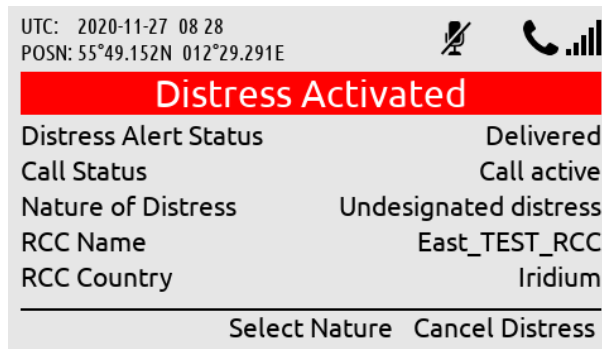 UTC: 2020-11-27 08 28
POSN: 55°49.152N 012°29.291E
Distress Activated
Distress Alert Status Delivered
Call Status Call active
Nature of Distress Undesignated distress
RCC Name East_TEST_RCC
RCC Country Iridium
Select Nature Cancel Distress